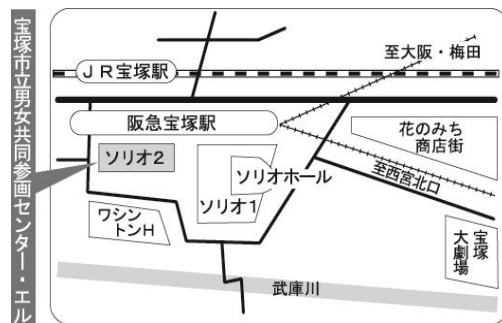 宝塚市立男女共同参画センター・エル
JR宝塚駅
至大阪・梅田
阪急宝塚駅
花のみち
商店街
ソリオ2
ソリオホール
至西宮北口
ソリオ1
ワシン
トンH
宝塚
大劇場
武庫川